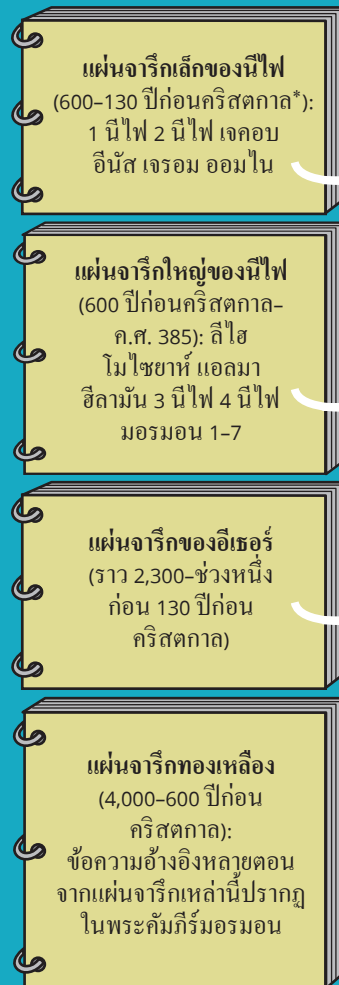 แผ่นจารึกเล็กของนีไฟ
(600–130 ปีก่อนคริสตกาล*):
1 นีไฟ 2 นีไฟ เจคอบ
อีนัส เจรอม ออมไน
แผ่นจารึกใหญ่ของนีไฟ
(600 ปีก่อนคริสตกาล–
ค.ศ. 385): ลีไฮ
โมไซยาห์ แอลมา
ฮีลามัน 3 นีไฟ 4 นีไฟ
มอรมอน 1–7
แผ่นจารึกของอีเธอร์
(ราว 2,300–ช่วงหนึ่ง
ก่อน 130 ปีก่อน
คริสตกาล)
แผ่นจารึกทองเหลือง
(4,000–600 ปีก่อน
คริสตกาล):
ข้อความอ้างอิงหลายตอน
จากแผ่นจารึกเหล่านี้ปรากฏ
ในพระคัมภีร์มอรมอน